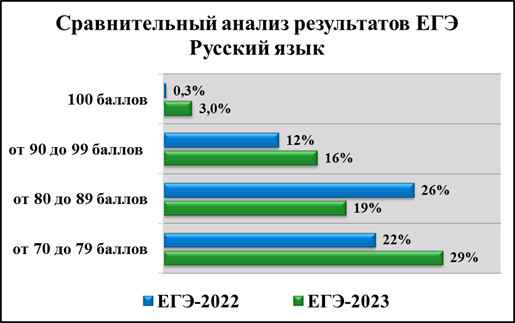 Сравнительный анализ результатов ЕГЭ
Русский язык
100 баллов
0,3%
3,0%
от 90 до 99 баллов
12%
16%
от 80 до 89 баллов
26%
19%
от 70 до 79 баллов
22%
29%
ЕГЭ-2022 ЕГЭ-2023